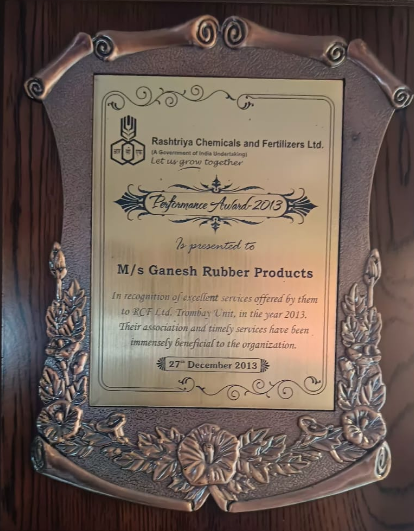 Rashtriya Chemicals and Fertilizers Ltd.
(A Government of India Undertaking)
Let us grow together
Performance Award-2013
Is presented to
M/s Ganesh Rubber Products
In recognition of excellent services offered by them
to RCF Ltd. Trombay Unit, in the year 2013.
Their association and timely services have been
immensely beneficial to the organization.
27th December 2013